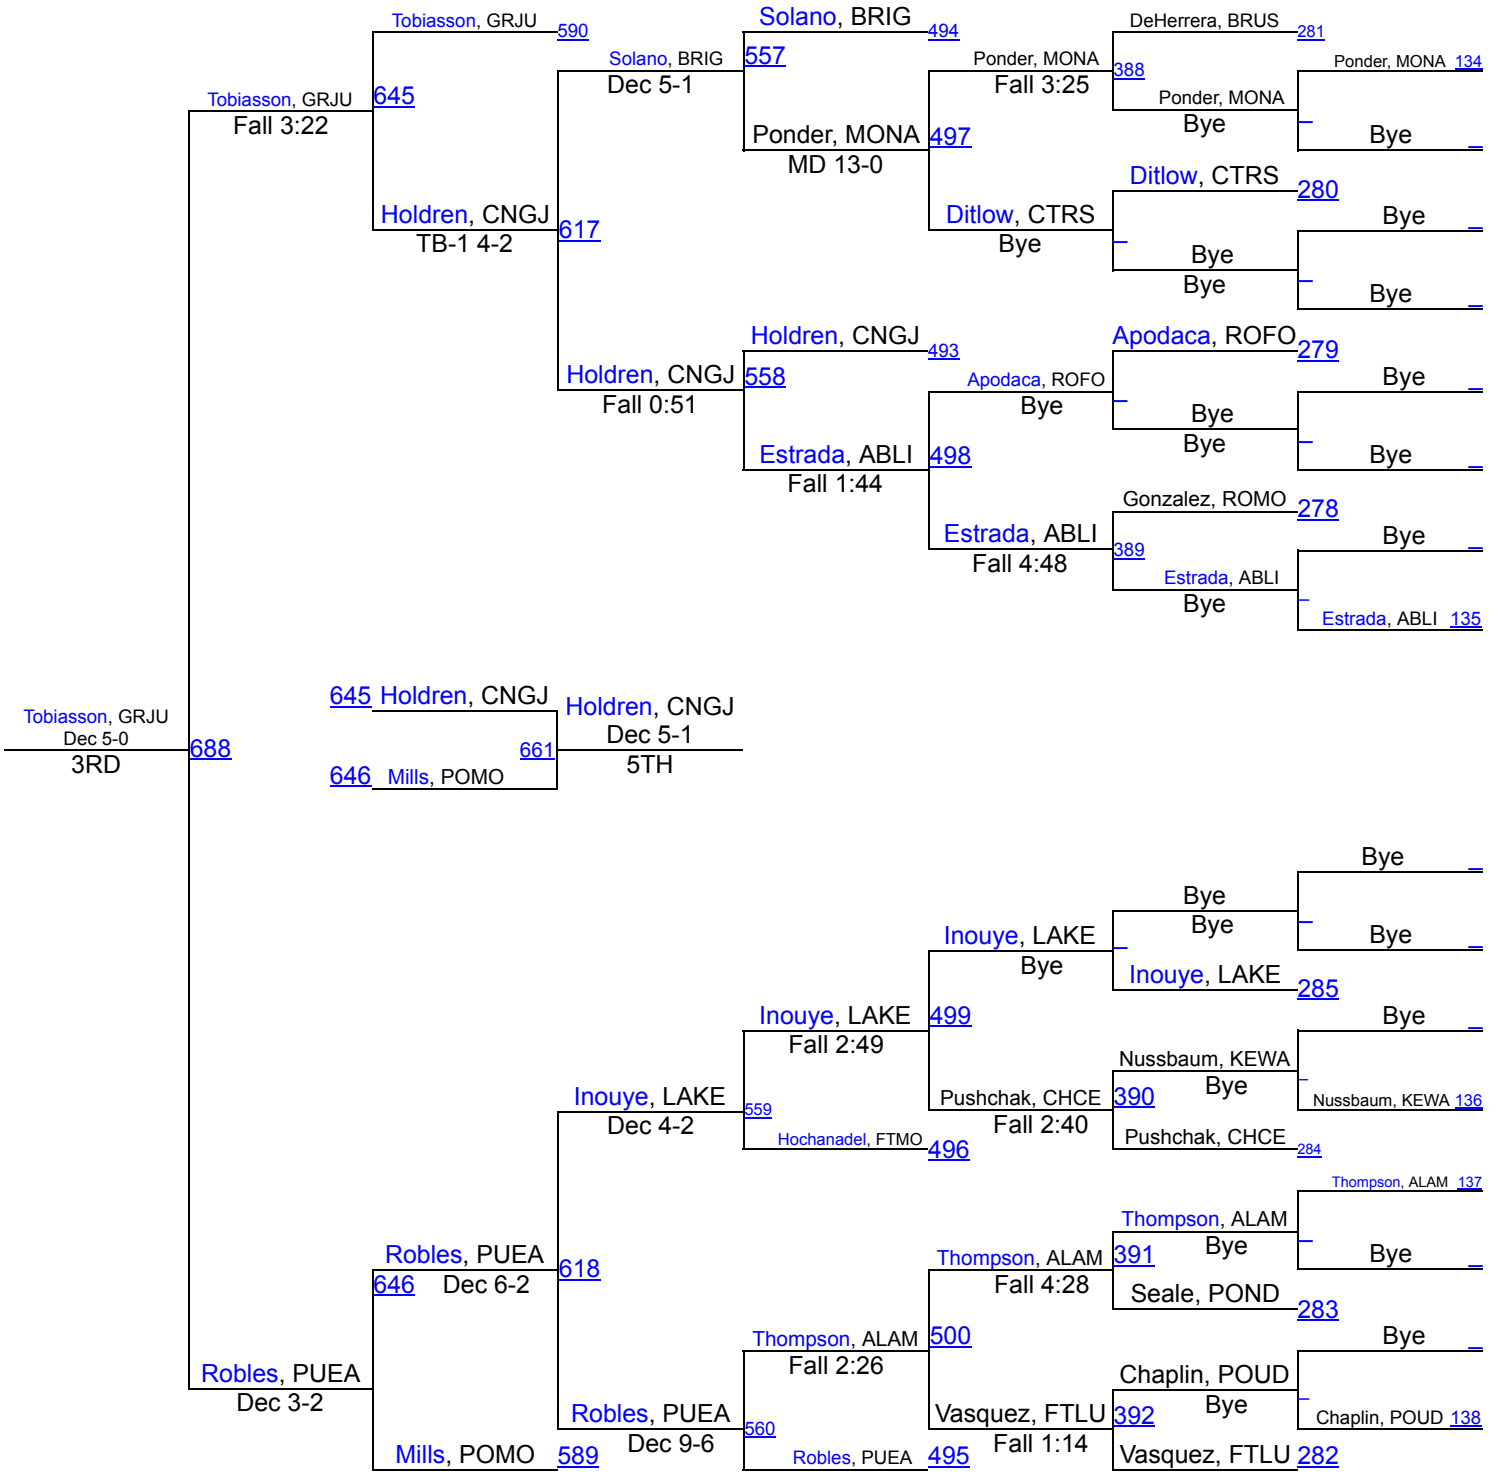 Tobiasson, GRJU 590
Solano, BRIG 494
DeHerrera, BRUS 281
Solano, BRIG 557
Dec 5-1
Ponder, MONA 388
Fall 3:25
Ponder, MONA 134
Tobiasson, GRJU 645
Fall 3:22
Ponder, MONA
Bye
_
Bye _
Ponder, MONA 497
MD 13-0
Ditlow, CTRS 280
Holdren, CNGJ 617
TB-1 4-2
Ditlow, CTRS
Bye
_
Bye _
Bye
Bye
_
Bye _
Holdren, CNGJ 493
Apodaca, ROFO 279
Holdren, CNGJ 558
Fall 0:51
Apodaca, ROFO
Bye
_
Bye _
Bye
Bye
_
Bye _
Estrada, ABLI 498
Fall 1:44
Gonzalez, ROMO 278
Estrada, ABLI 389
Fall 4:48
Bye _
Estrada, ABLI
Bye
_
Estrada, ABLI 135
645 Holdren, CNGJ
Holdren, CNGJ
Dec 5-1
661
5TH
Tobiasson, GRJU
Dec 5-0
688
3RD
646 Mills, POMO
Bye _
Bye
Bye
_
Bye _
Inouye, LAKE
Bye
_
Inouye, LAKE 285
Inouye, LAKE 499
Fall 2:49
Bye _
Nussbaum, KEWA
Bye
_
Nussbaum, KEWA 136
Inouye, LAKE 559
Dec 4-2
Pushchak, CHCE 390
Fall 2:40
Hochanadel, FTMO 496
Pushchak, CHCE 284
Thompson, ALAM 137
Thompson, ALAM
Bye
_
Bye _
Robles, PUEA 618
646 Dec 6-2
Thompson, ALAM 391
Fall 4:28
Seale, POND 283
Thompson, ALAM 500
Fall 2:26
Bye _
Robles, PUEA
Dec 3-2
Chaplin, POUD
Bye
_
Chaplin, POUD 138
Robles, PUEA 560
Dec 9-6
Vasquez, FTLU 392
Fall 1:14
Mills, POMO 589
Robles, PUEA 495
Vasquez, FTLU 282